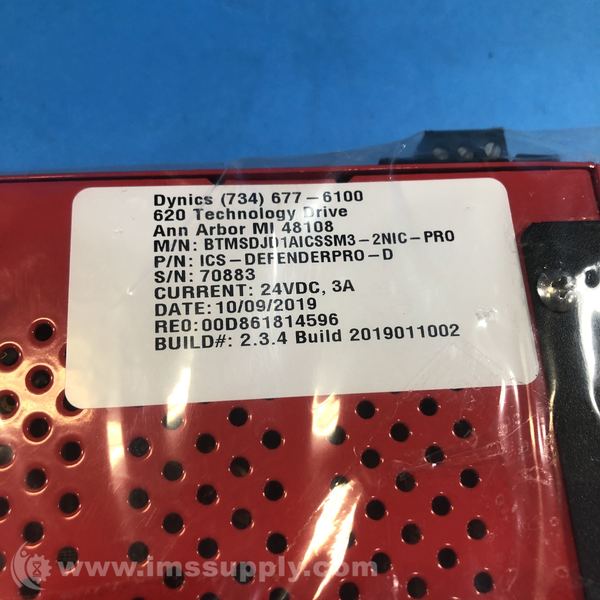 Dynics (734) 677-6100
620 Technology Drive
Ann Arbor MI 48108
M/N: BTMSDJD1AICSSM3-2NIC-PRO
P/N: ICS-DEFENDERPRO-D
S/N: 70883
CURRENT: 24VDC, 3A
DATE: 10/09/2019
RE0:00D861814596
BUILD#: 2.3.4 Build 2019011002
www.imssupply.com